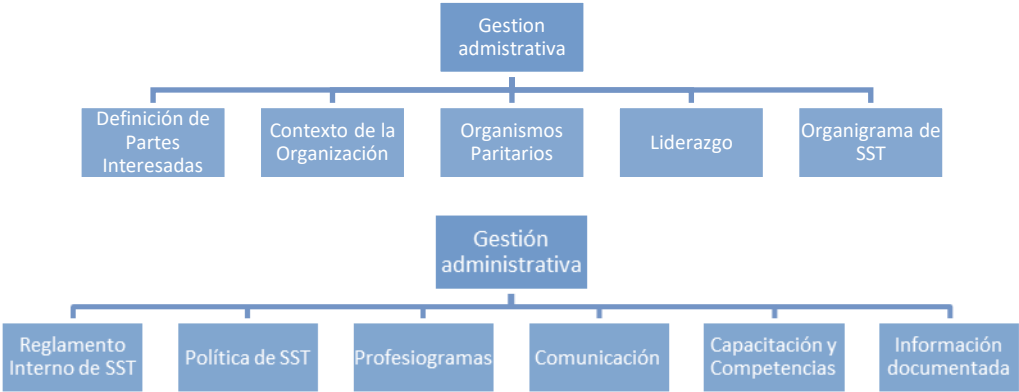 Gestion
admistrativa
Definición de
Partes
Interesadas
Contexto de la
Organización
Organismos
Paritarios
Liderazgo
Organigrama de
SST
Gestión
administrativa
Reglamento
Interno de SST
Política de SST
Profesiogramas
Comunicación
Capacitación y
Competencias
Información
documentada